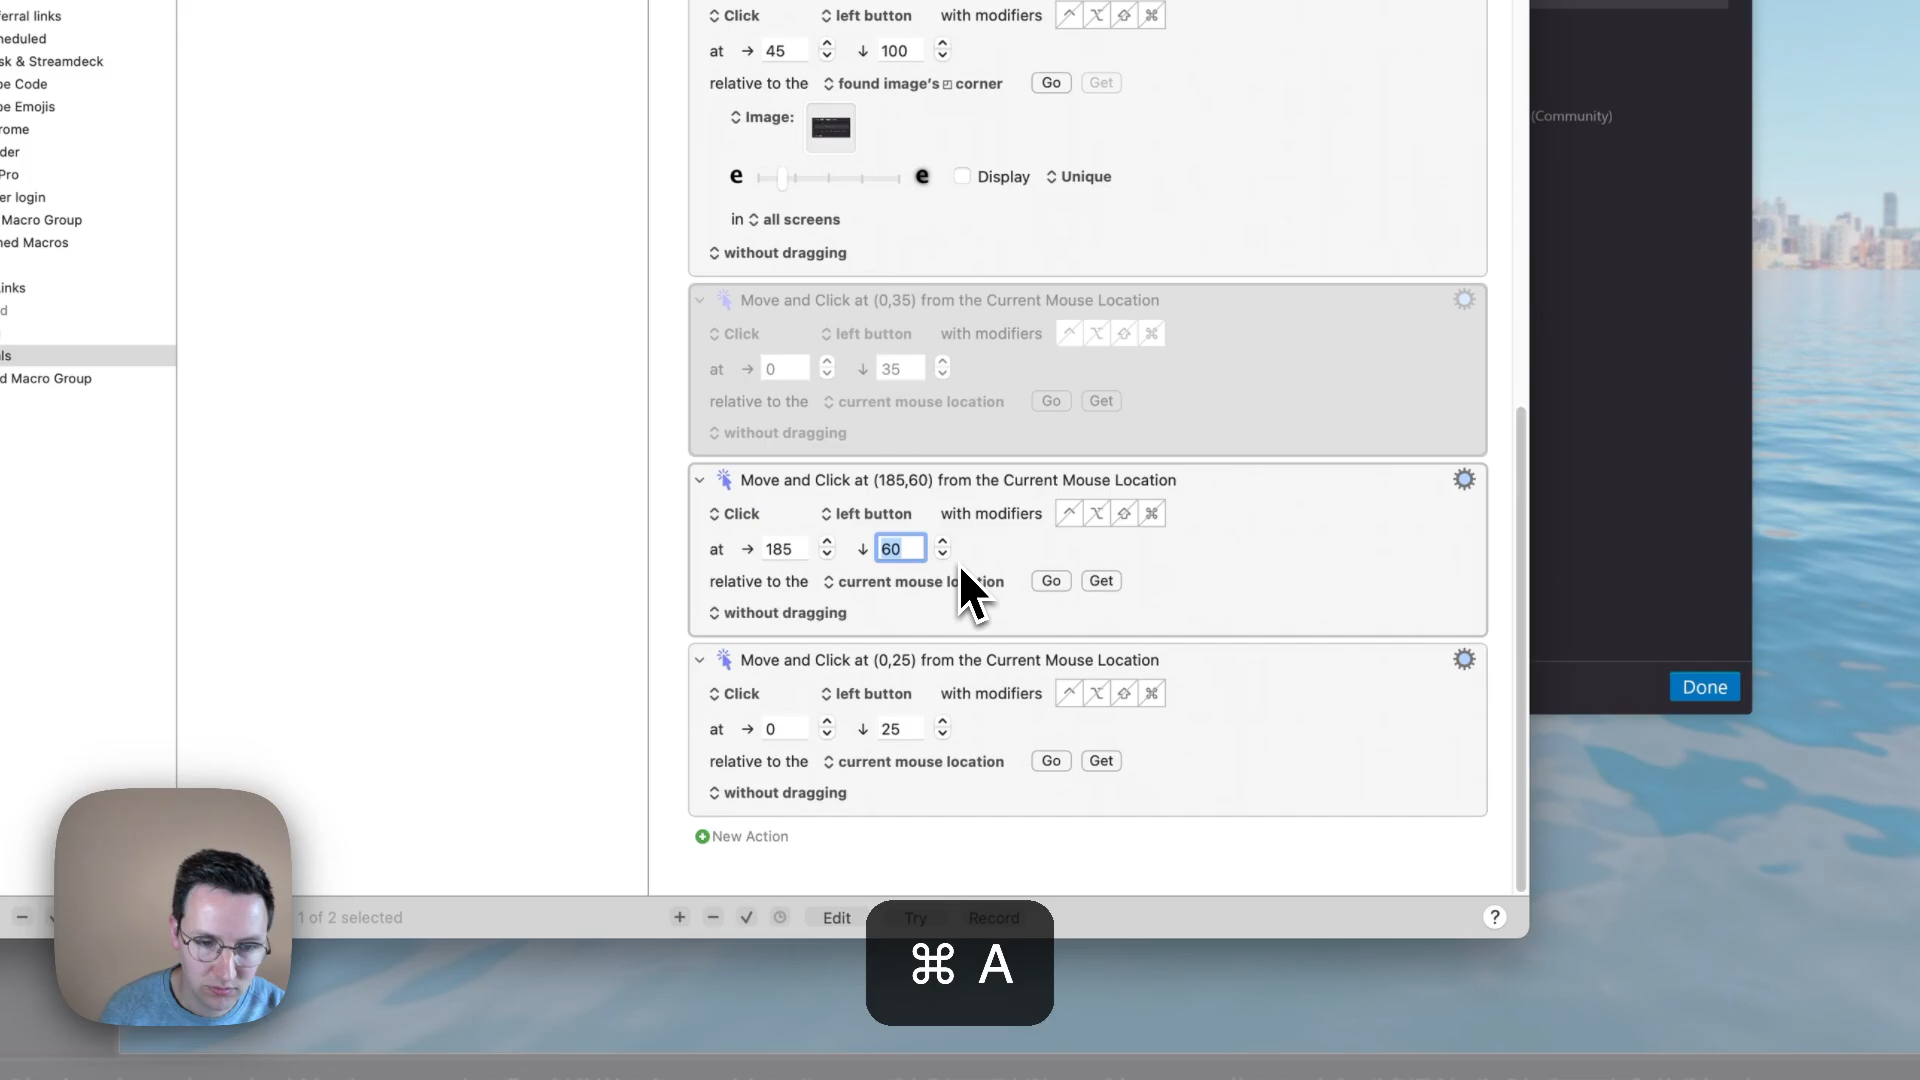 erral links
eduled
sk & Streamdeck
pe Code
pe Emojis
rome
der
Pro
er login
Macro Group
ned Macros
inks
d
ls
d Macro Group
Click left button with modifiers
at → 45 ↓ 100
relative to the found image's corner Go Get
Image:
e e Display Unique
in all screens
without dragging
Move and Click at (0,35) from the Current Mouse Location
Click left button with modifiers
at → 0 ↓ 35
relative to the current mouse location Go Get
without dragging
Move and Click at (185,60) from the Current Mouse Location
Click left button with modifiers
at → 185 ↓ 60
relative to the current mouse location Go Get
without dragging
Move and Click at (0,25) from the Current Mouse Location
Click left button with modifiers
at → 0 ↓ 25
relative to the current mouse location Go Get
without dragging
New Action
1 of 2 selected
Edit Try Record
?
⌘ A
(Community)
Done